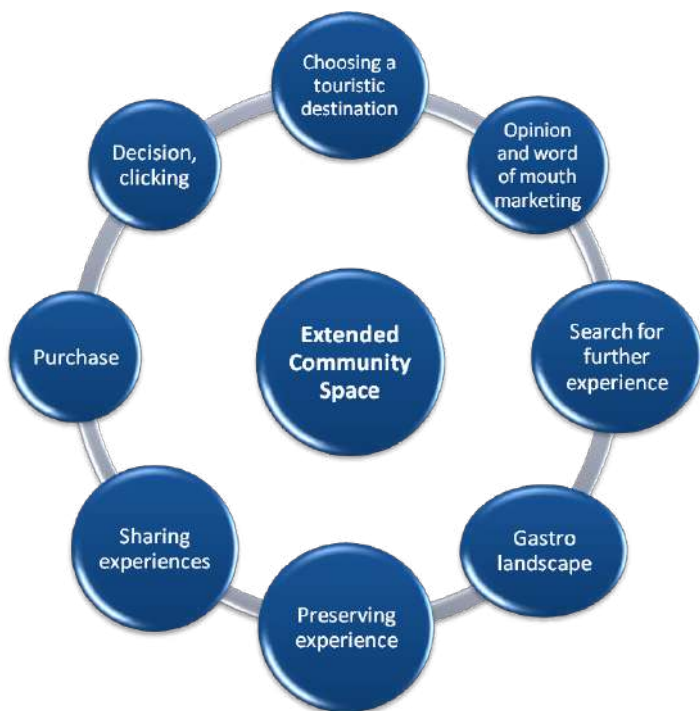 Choosing a
touristic
destination
Opinion
and word
of mouth
marketing
Search for
further
experience
Gastro
landscape
Preserving
experience
Sharing
experiences
Purchase
Decision,
clicking
Extended
Community
Space